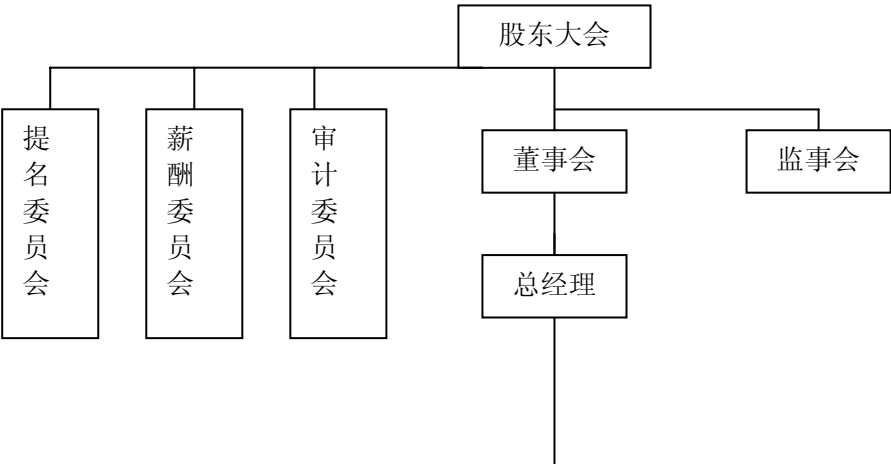 股东大会
提名委员会
薪酬委员会
审计委员会
董事会
监事会
总经理